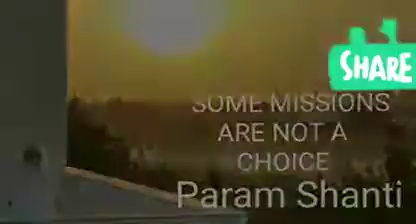 SHARE
SOME MISSIONS
ARE NOT A
CHOICE
Param Shanti